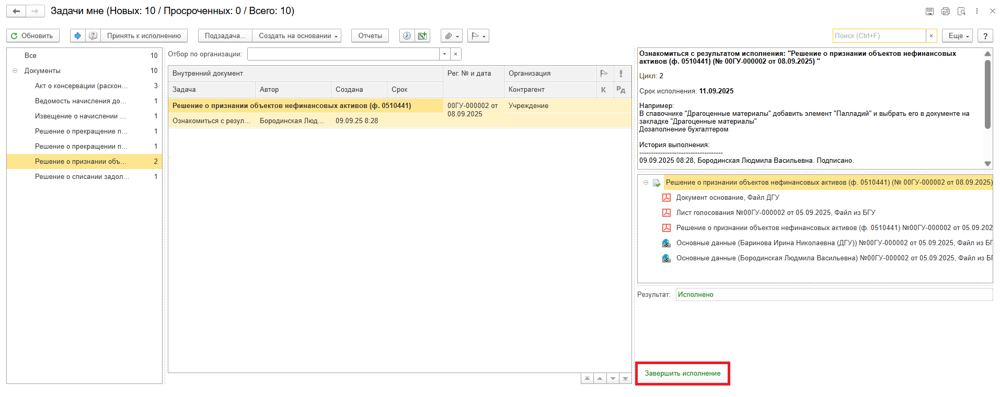 Задачи мне (Новых: 10 / Просроченных: 0 / Всего: 10)
Обновить
Принять к исполнению
Подзадача...
Создать на основании
Отчеты
Поиск (Ctrl+F)
×
Еще
?
Все 10
Документы 10
Акт о консервации (раскон... 3
Ведомость начисления до... 1
Извещение о начислении ... 1
Решение о прекращение п... 1
Решение о прекращении п... 1
Решение о признании объ... 2
Решение о списании задол... 1
Отбор по организации:
×
Внутренний документ
Рег. № и дата
Организация
!
Задача
Автор
Создана
Срок
Контрагент
К
Рд
Решение о признании объектов нефинансовых активов (ф. 0510441)
00ГУ-000002 от
08.09.2025
Учреждение
Ознакомиться с резул...
Бородинская Люд...
09.09.25 8:28
Ознакомиться с результатом исполнения: "Решение о признании объектов нефинансовых
активов (ф. 0510441) (№ 00ГУ-000002 от 08.09.2025) "
Цикл: 2
Срок исполнения: 11.09.2025
Например:
В спавочнике "Драгоценные материалы" добавить элемент "Палладий" и выбрать его в документе на
закладке "Драгоценные материалы"
Дозаполнение бухгалтером
История выполнения:
------------------------------------
09.09.2025 08:28, Бородинская Людмила Васильевна. Подписано.
Решение о признании объектов нефинансовых активов (ф. 0510441) (№ 00ГУ-000002 от 08.09.2025)
Документ основание, Файл ДГУ
Лист голосования №00ГУ-000002 от 05.09.2025, Файл из БГУ
Решение о признании объектов нефинансовых активов (ф. 0510441) №00ГУ-000002 от 05.09.202
Основные данные (Баринова Ирина Николаевна (ДГУ)) №00ГУ-000002 от 05.09.2025, Файл из БГ
Основные данные (Бородинская Людмила Васильевна) №00ГУ-000002 от 05.09.2025, Файл из БГ
Результат: Исполнено
Завершить исполнение